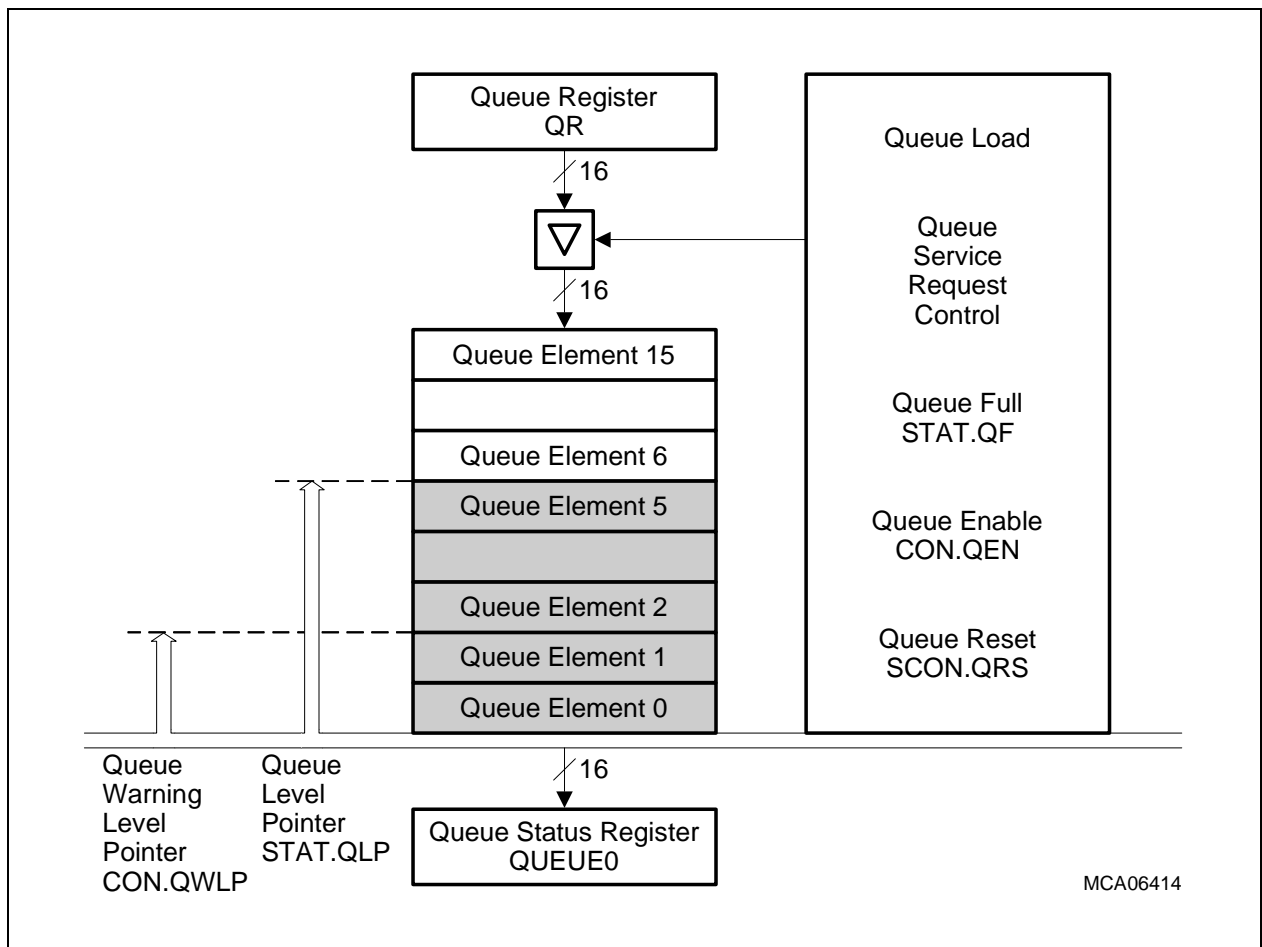 Queue Register
QR
16
16
Queue Element 15
Queue Element 6
Queue Element 5
Queue Element 2
Queue Element 1
Queue Element 0
16
Queue Status Register
QUEUE0
Queue
Warning
Level
Pointer
CON.QWLP
Queue
Level
Pointer
STAT.QLP
Queue Load
Queue
Service
Request
Control
Queue Full
STAT.QF
Queue Enable
CON.QEN
Queue Reset
SCON.QRS
MCA06414